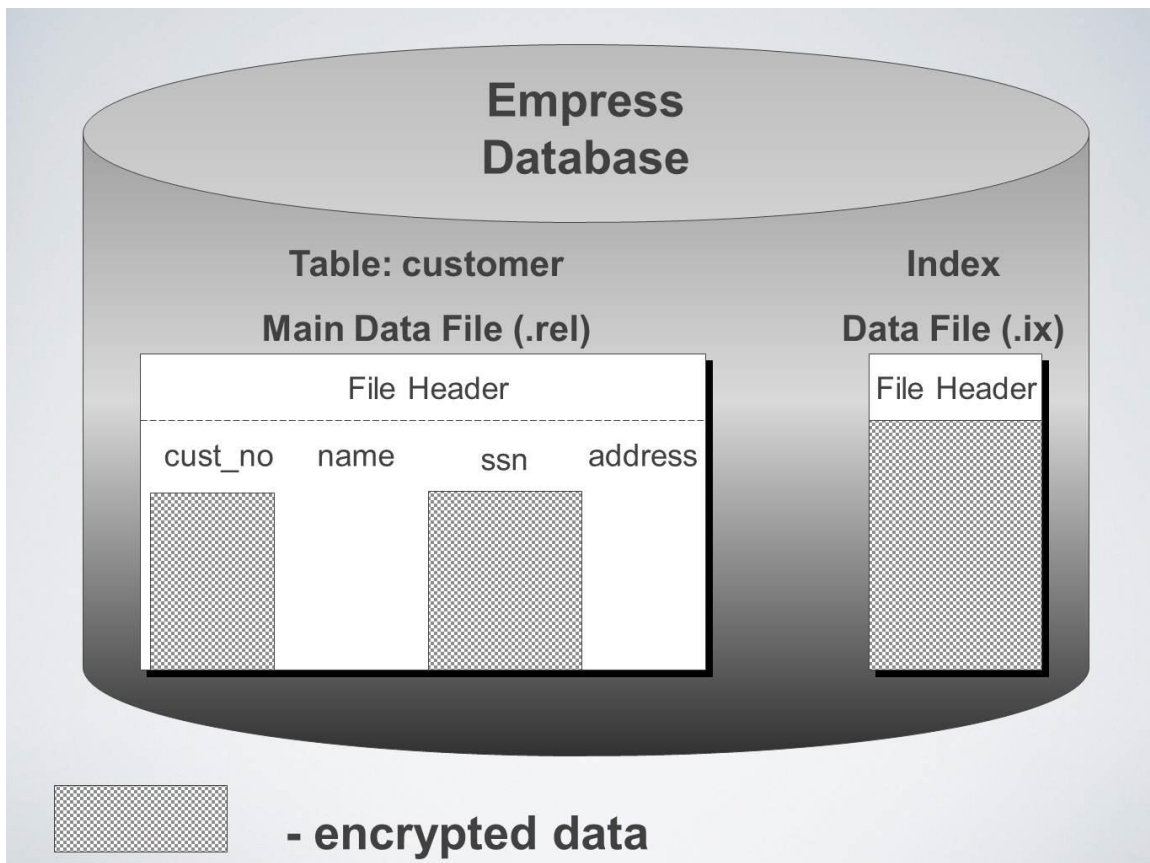 Empress
Database
Table: customer
Index
Main Data File (.rel)
Data File (.ix)
File Header
File Header
cust_no name ssn address
- encrypted data